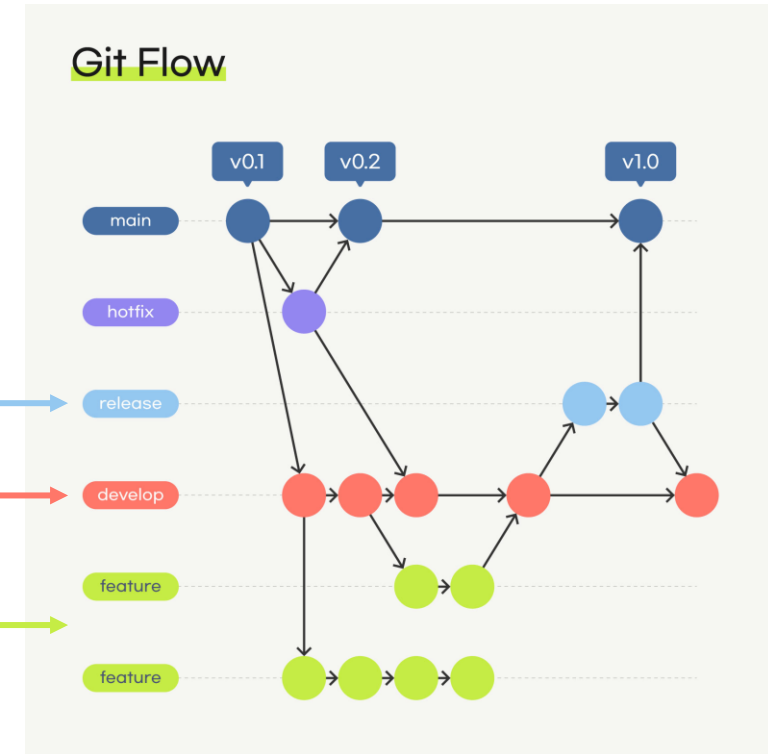 Git Flow
v0.1 v0.2 v1.0
main
hotfix
release
develop
feature
feature